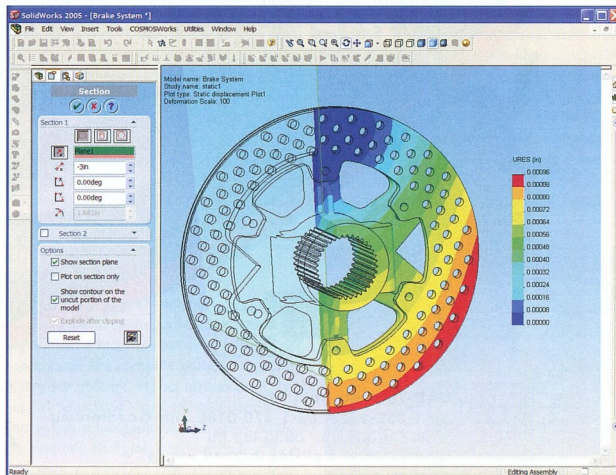 SolidWorks 2005 - [Brake System *]
File Edit View Insert Tools COSMOSWorks Utilities Window Help
Section
Section 1
Plane1
-3in
0.00deg
0.00deg
Section 2
Options
Show section plane
Plot on section only
Show contour on the
uncut portion of the
model
Explode after clipping
Reset
Model name: Brake System
Study name: static1
Plot type: Static displacement Plot1
Deformation Scale: 100
URES (in)
0.00096
0.00088
0.00080
0.00072
0.00064
0.00056
0.00048
0.00040
0.00032
0.00024
0.00016
0.00008
0.00000
Y
Z
Ready
Editing Assembly